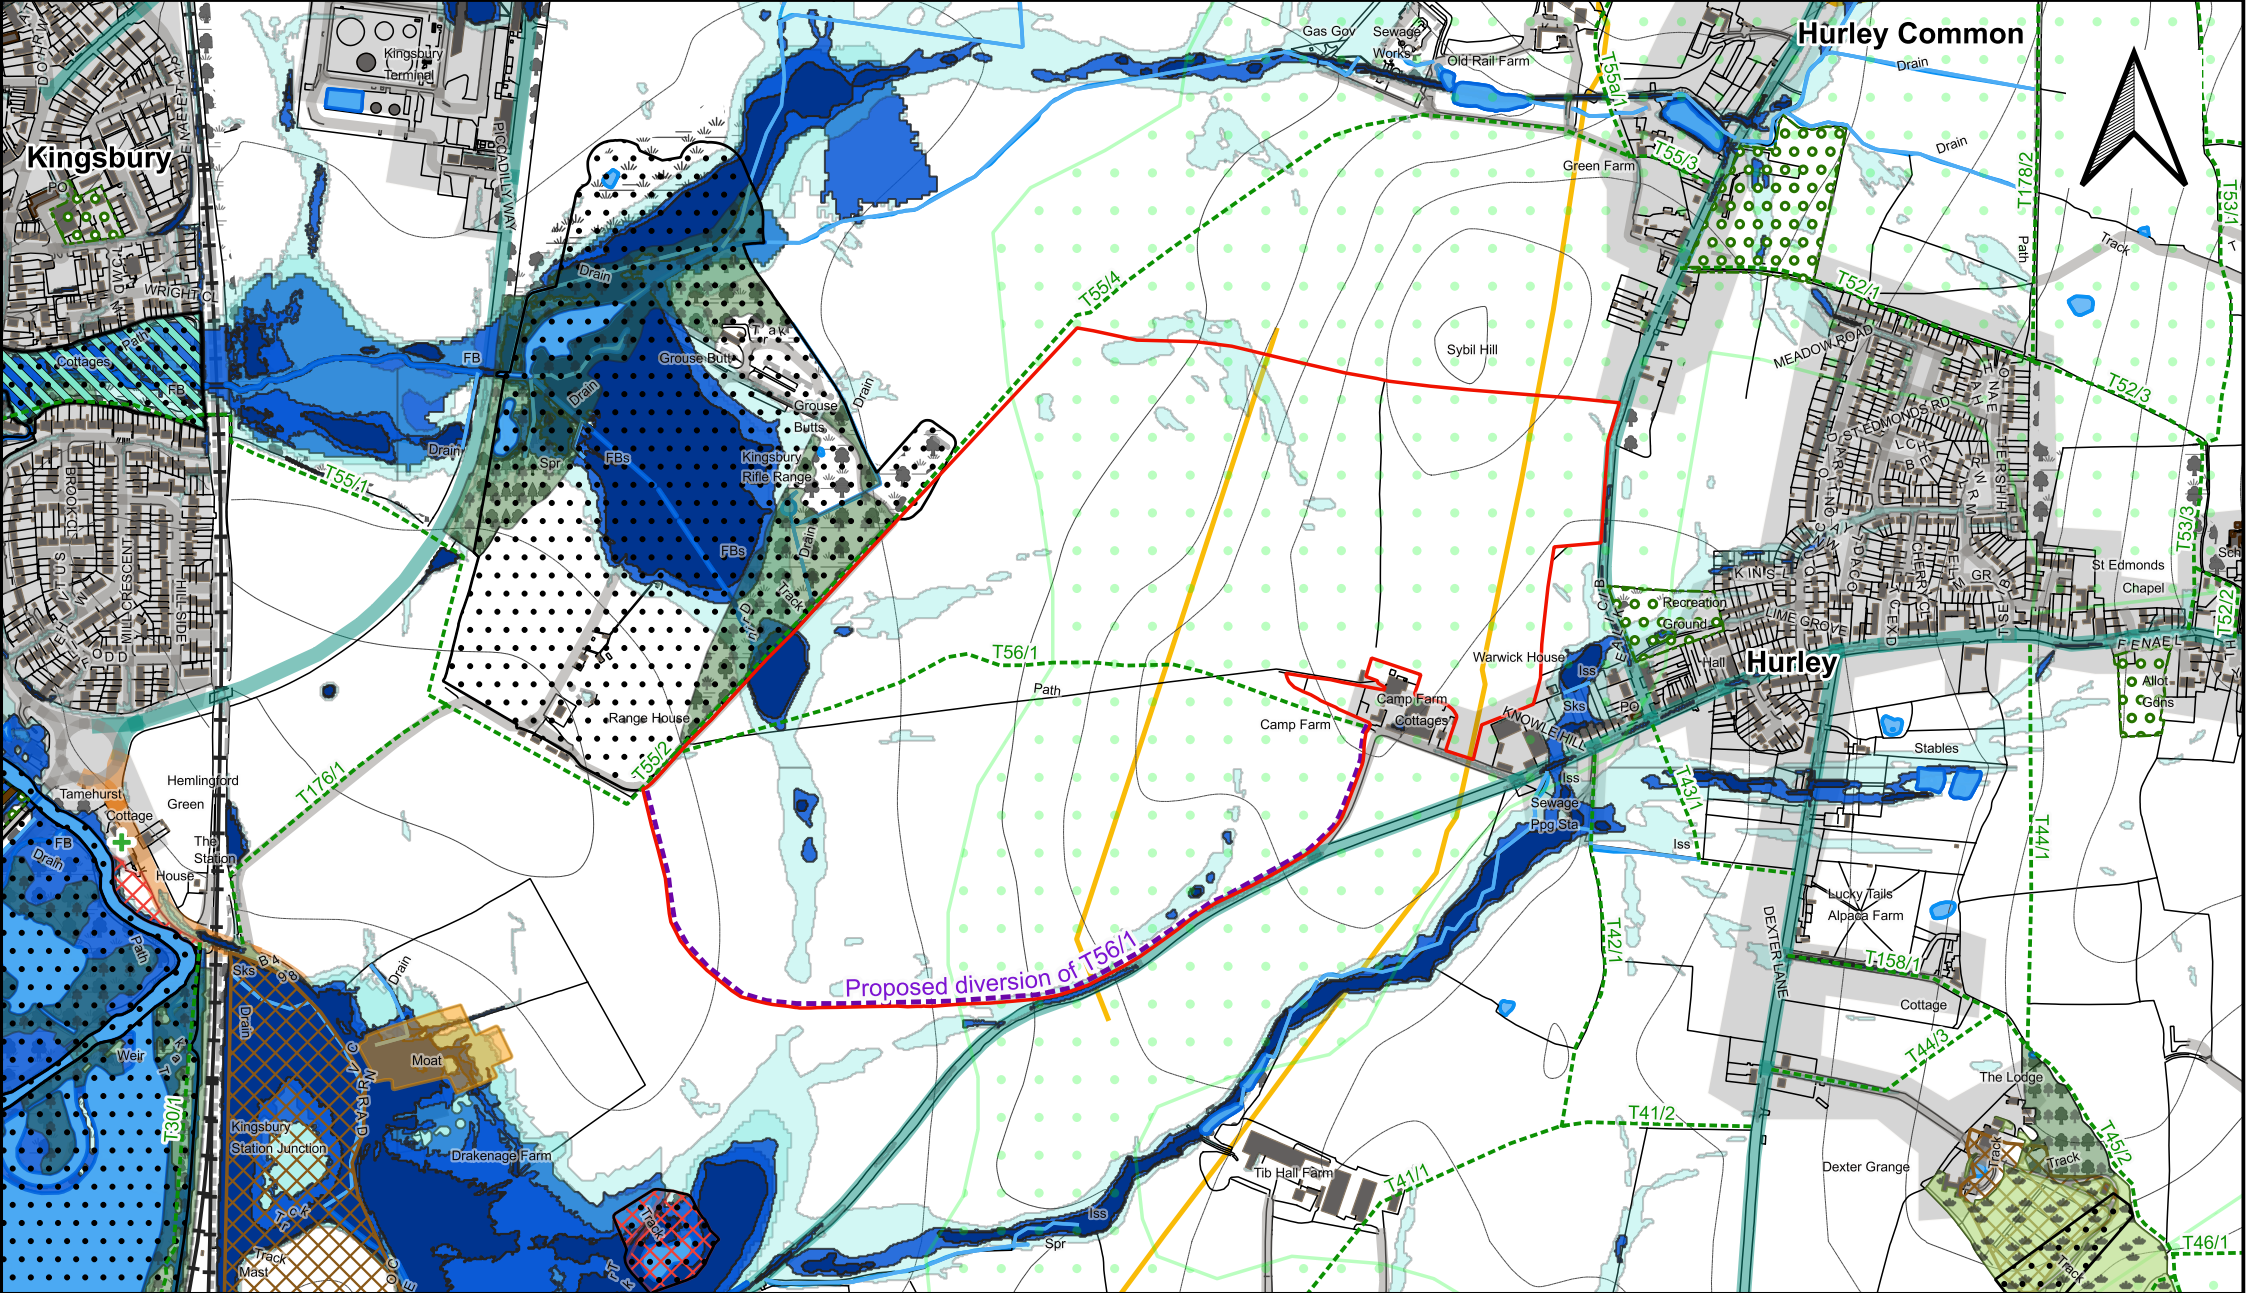 Hurley Common
Kingsbury
Terminal
Gas Gov
Sewage
Works
Old Rail Farm
Drain
T55a/1
PICCADILLY WAY
Kingsbury
PO
Green Farm
T55/3
Drain
T178/2
T53/1
Path
Track
Drain
WRIGHT CL
T55/4
T52/1
MEADOW ROAD
Path
Cottages
FB
FB
Grouse Butt
Drain
Drain
Sybil Hill
T52/3
Grouse
Butts
ST EDMONDS RD
Drain
Spr
FBs
Kingsbury
Rifle Range
T55/1
BROOK CL
MILL CRESCENT
HILLSIDE
FBs
Drain
Track
T53/3
Sch
St Edmonds
Chapel
CHERRY CL
LIME GROVE
Recreation
Ground
T52/2
Hall
Hurley
Warwick House
Iss
Sks
PO
T56/1
Path
Camp Farm
Cottages
Camp Farm
KNOWLE HILL
Allot
Gdns
Range House
T55/2
Stables
T176/1
Hemlingford
Green
Tamehurst
Cottage
The
Station
House
FB
Drain
Iss
Sewage
Ppg Sta
T43/1
Iss
T44/1
Lucky Tails
Alpaca Farm
DEXTER LANE
T42/1
T158/1
Path
Sks
Drain
Drain
Proposed diversion of T56/1
Cottage
T44/3
Weir
Moat
The Lodge
T30/1
Kingsbury
Station Junction
Drakenage Farm
T41/2
T45/2
Tib Hall Farm
T41/1
Dexter Grange
Track
Track
Track
Iss
Spr
Track
Mast
T46/1
Track